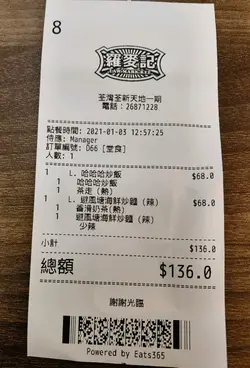 8
羅麥記
荃灣荃新天地一期
電話：26871228
點餐時間: 2021-01-03 12:57:25
侍應: Manager
訂單編號: D66 [堂食]
人數: 1
1 L. 哈哈哈炒飯 $68.0
1 哈哈哈炒飯
1 茶走(熱)
1 L. 避風塘海鮮炒麵 (辣) $68.0
1 香滑奶茶(熱)
1 避風塘海鮮炒麵 (辣)
少辣
小計 $136.0
總額 $136.0
謝謝光臨
Powered by Eats365